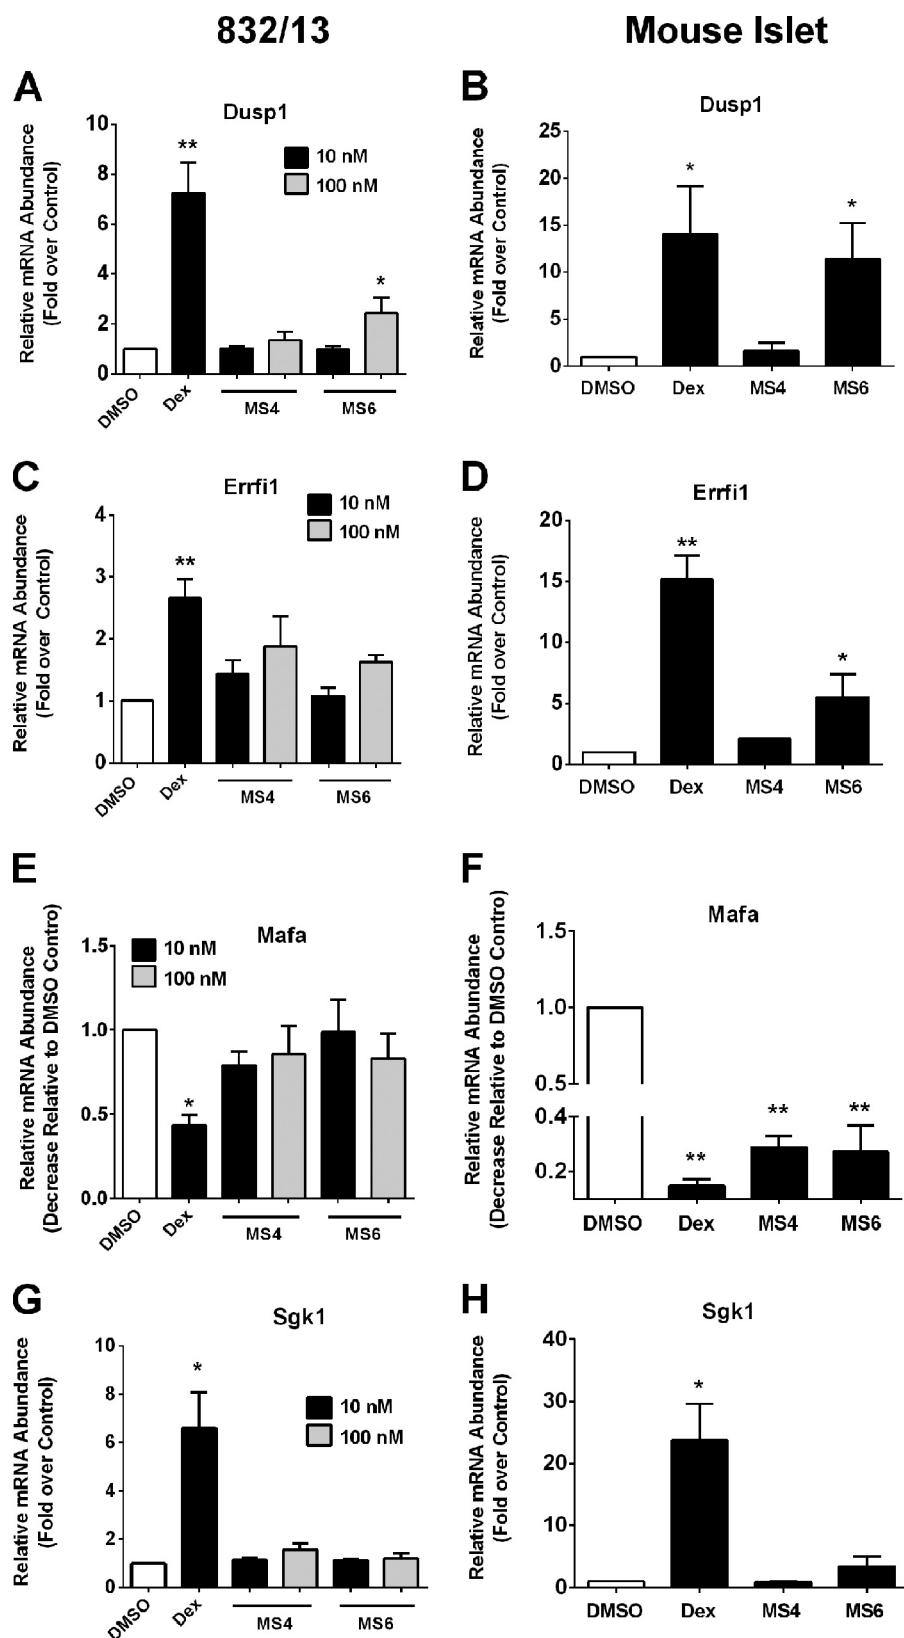 832/13
Mouse Islet
A
Dusp1
Relative mRNA Abundance
(Fold over Control)
10
8
6
4
2
0
**
*
10 nM
100 nM
DMSO
Dex
MS4
MS6
B
Dusp1
Relative mRNA Abundance
(Fold over Control)
25
20
15
10
5
0
*
*
DMSO
Dex
MS4
MS6
C
Errfi1
Relative mRNA Abundance
(Fold over Control)
4
3
2
1
0
**
10 nM
100 nM
DMSO
Dex
MS4
MS6
D
Errfi1
Relative mRNA Abundance
(Fold over Control)
20
15
10
5
0
**
*
DMSO
Dex
MS4
MS6
E
Mafa
Relative mRNA Abundance
(Decrease Relative to DMSO Contro)
1.5
1.0
0.5
0.0
10 nM
100 nM
*
DMSO
Dex
MS4
MS6
F
Mafa
Relative mRNA Abundance
(Decrease Relative to DMSO Control)
1.5
1.0
0.5
0.4
0.2
**
**
**
DMSO
Dex
MS4
MS6
G
Sgk1
Relative mRNA Abundance
(Fold over Control)
10
8
6
4
2
0
*
10 nM
100 nM
DMSO
Dex
MS4
MS6
H
Sgk1
Relative mRNA Abundance
(Fold over Control)
40
30
20
10
0
*
DMSO
Dex
MS4
MS6